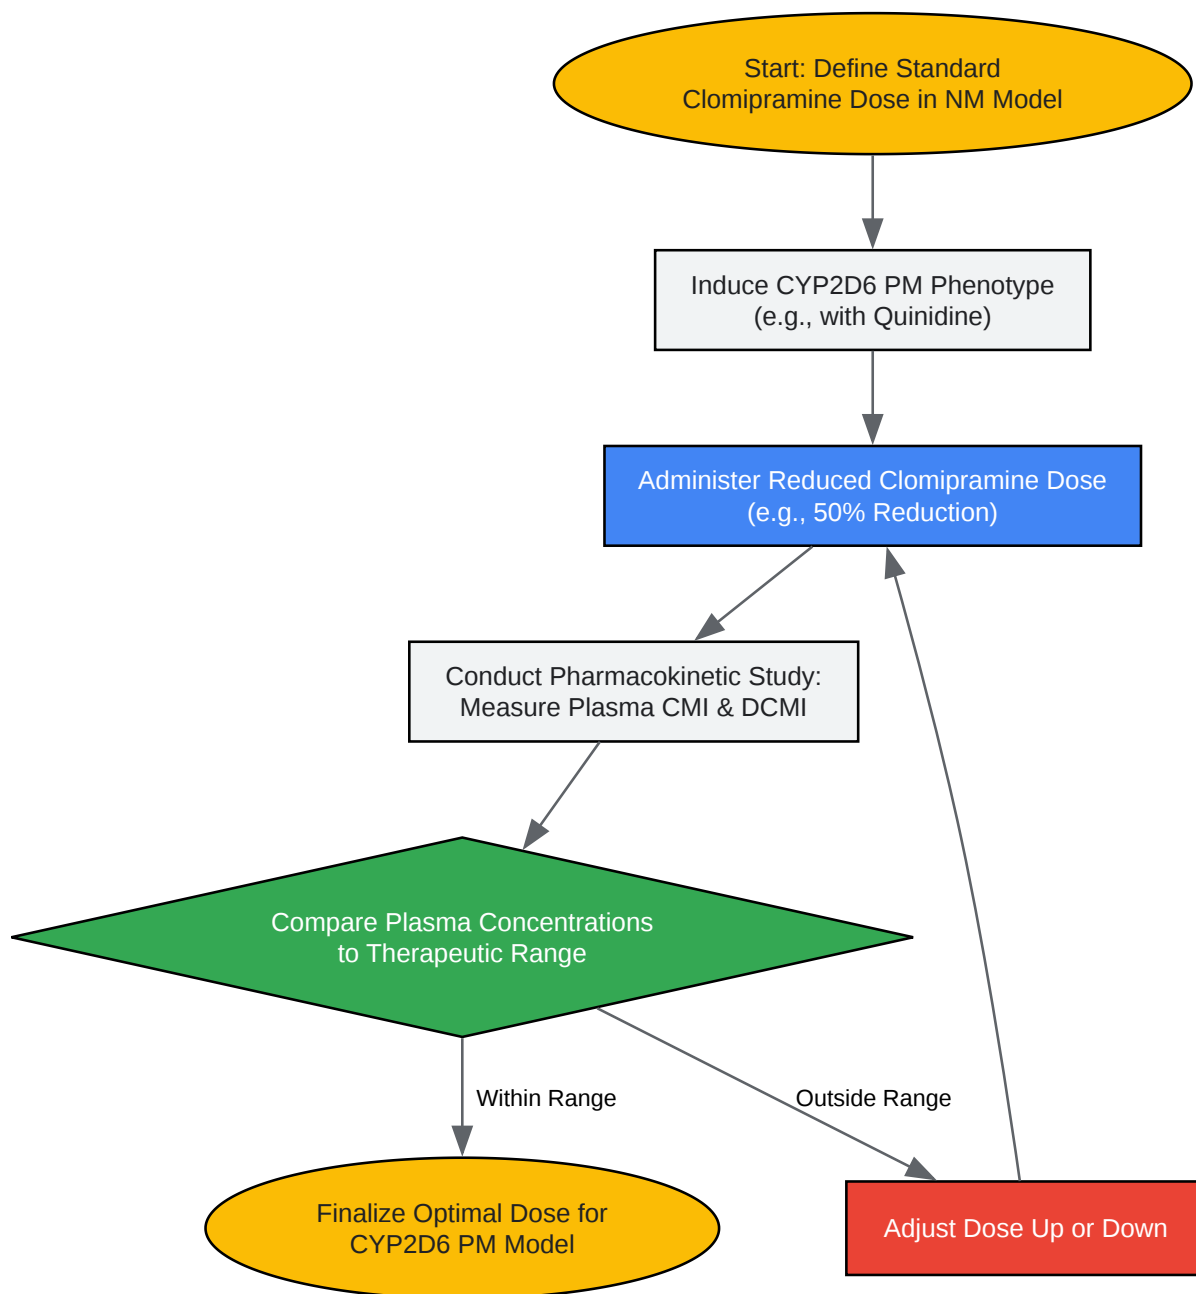 Start: Define Standard
Clomipramine Dose in NM Model
Induce CYP2D6 PM Phenotype
(e.g., with Quinidine)
Administer Reduced Clomipramine Dose
(e.g., 50% Reduction)
Conduct Pharmacokinetic Study:
Measure Plasma CMI & DCMI
Compare Plasma Concentrations
to Therapeutic Range
Within Range
Outside Range
Finalize Optimal Dose for
CYP2D6 PM Model
Adjust Dose Up or Down